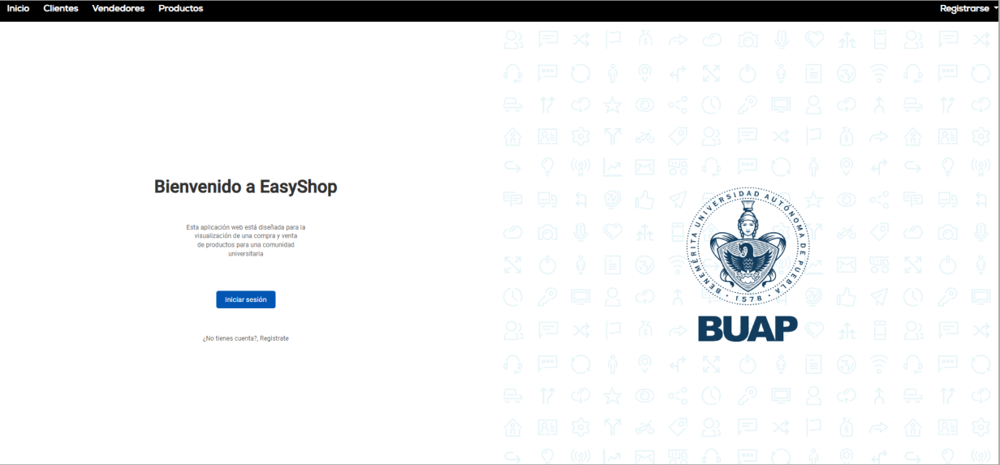 Inicio Clientes Vendedores Productos Registrarse
Bienvenido a EasyShop
Esta aplicación web está diseñada para la
visualización de una compra y venta
de productos para una comunidad
universitaria
Iniciar sesión
¿No tienes cuenta?, Registrate
BENEMÉRITA UNIVERSIDAD AUTÓNOMA DE PUEBLA
1578
BUAP